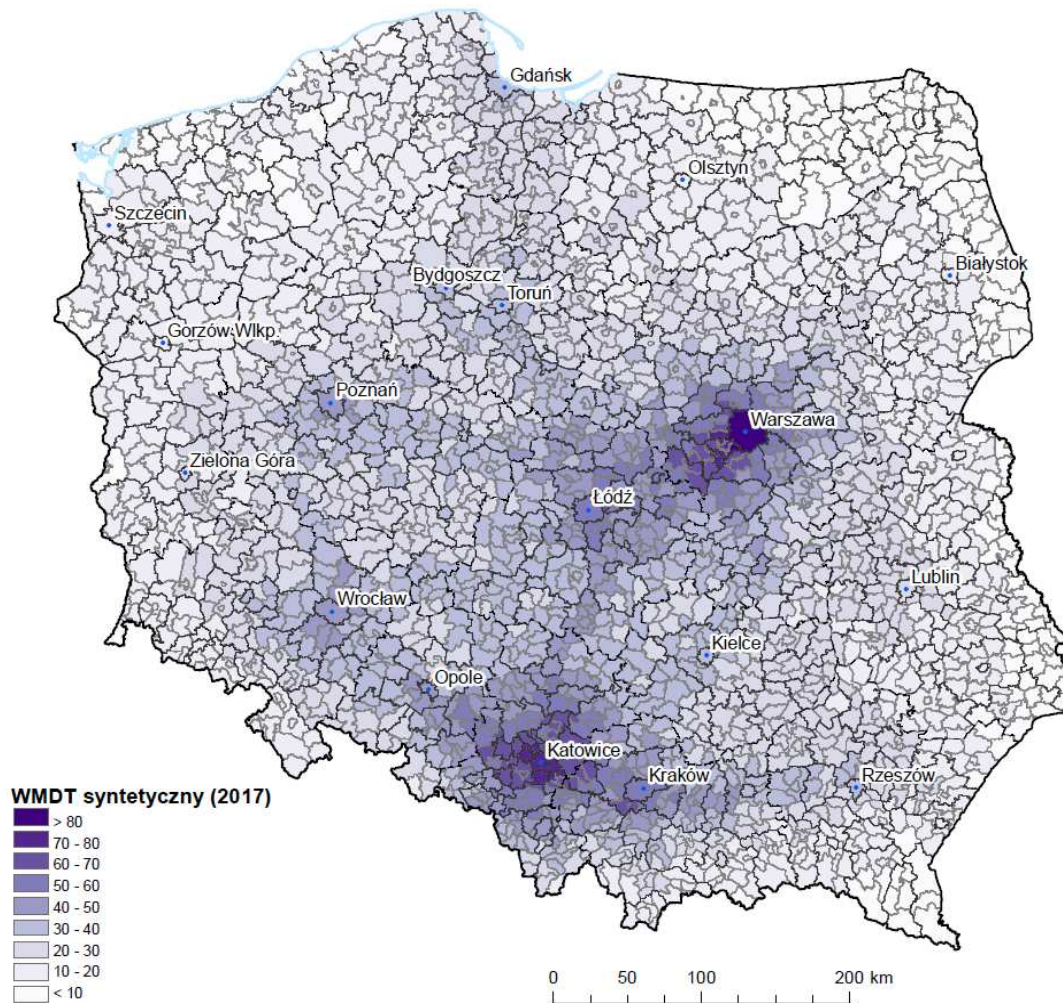 Gdańsk
Olsztyn
Szczecin
Białystok
Bydgoszcz
Toruń
Gorzów Wlkp
Poznań
Warszawa
Zielona Góra
Łódź
Lublin
Wrocław
Kielce
Opole
Katowice
Kraków
Rzeszów
WMDT syntetyczny (2017)
> 80
70 - 80
60 - 70
50 - 60
40 - 50
30 - 40
20 - 30
10 - 20
< 10
0 50 100 200 km